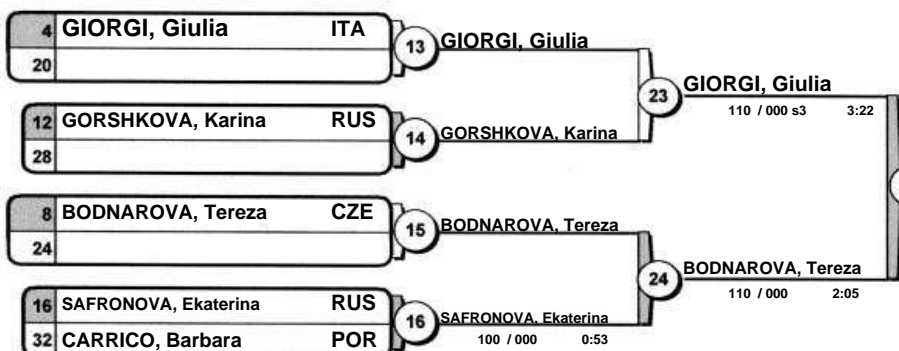 4 GIORGI, Giulia ITA
20
13
GIORGI, Giulia
12 GORSHKOVA, Karina RUS
28
14
GORSHKOVA, Karina
23
GIORGI, Giulia
110 / 000 s3 3:22
8 BODNAROVA, Tereza CZE
24
15
BODNAROVA, Tereza
16 SAFRONOVA, Ekaterina RUS
32 CARRICO, Barbara POR
16
SAFRONOVA, Ekaterina
100 / 000 0:53
24
BODNAROVA, Tereza
110 / 000 2:05